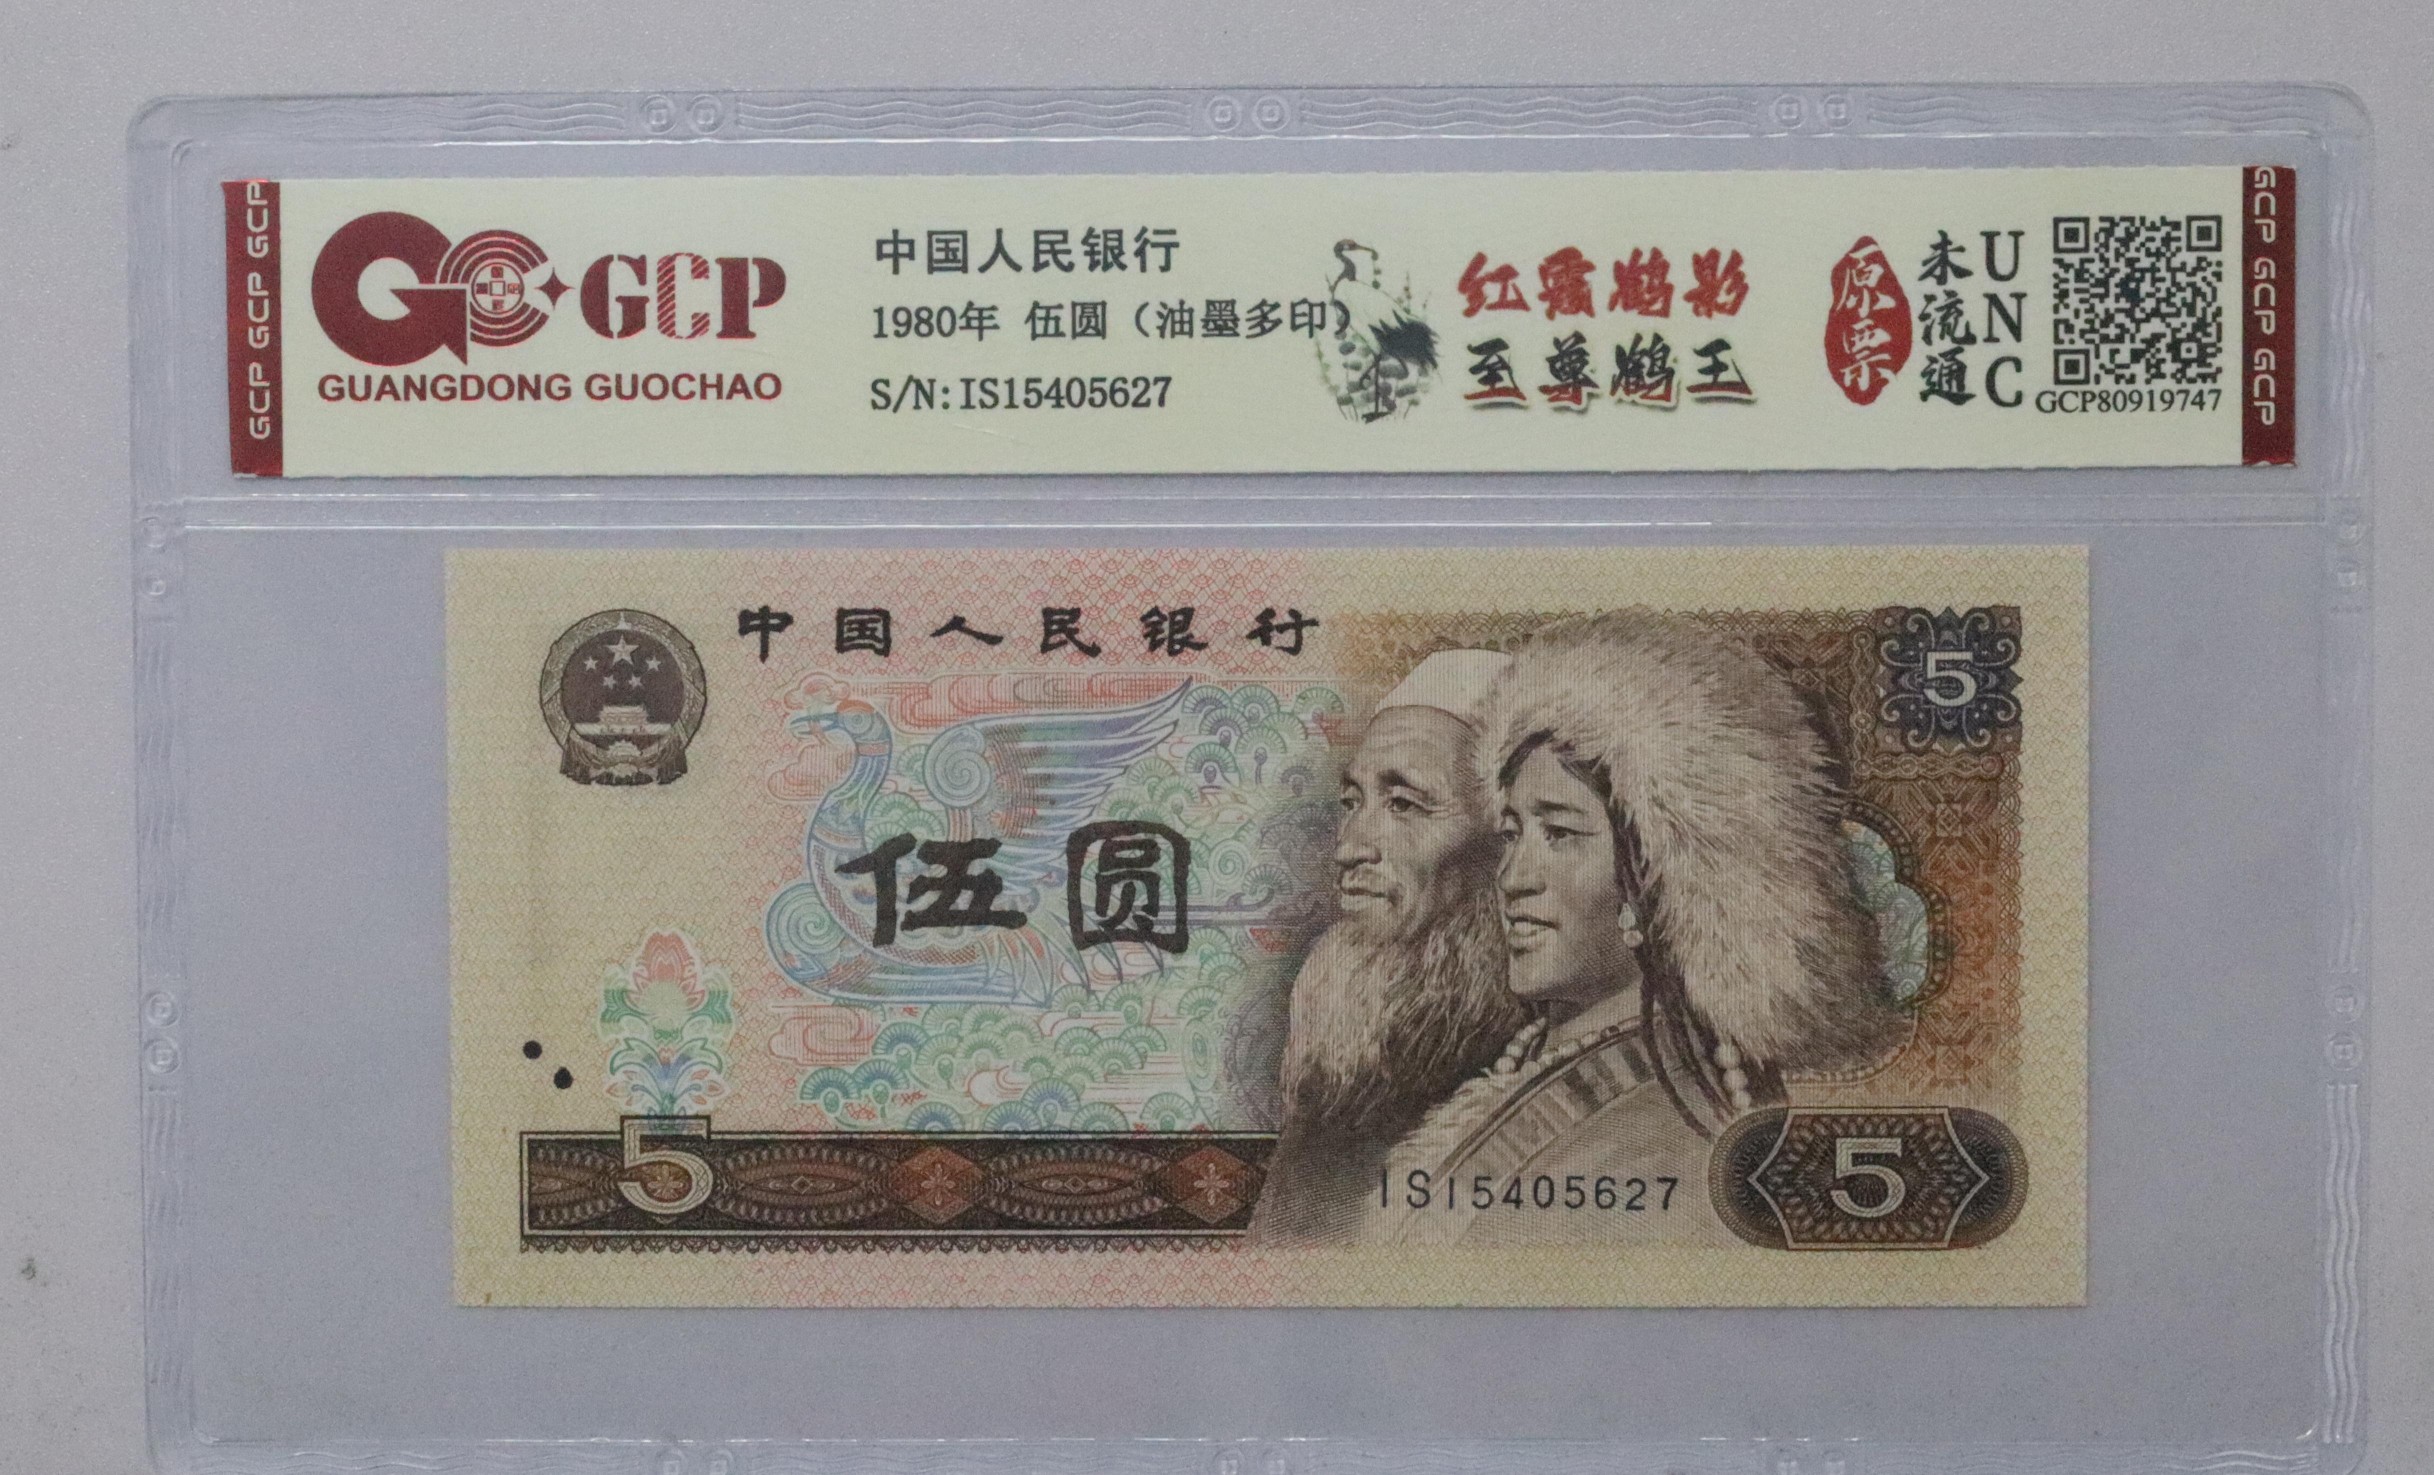 GCP GCP GCP
GCP
GUANGDONG GUOCHAO
中国人民银行
1980年 伍圆（油墨多印）
S/N: IS15405627
红霞鹤影
至尊鹤王
原票
未流通
UNC
GCP80919747
GCP GCP GCP
中国人民银行
5
伍圆
5
IS15405627
5